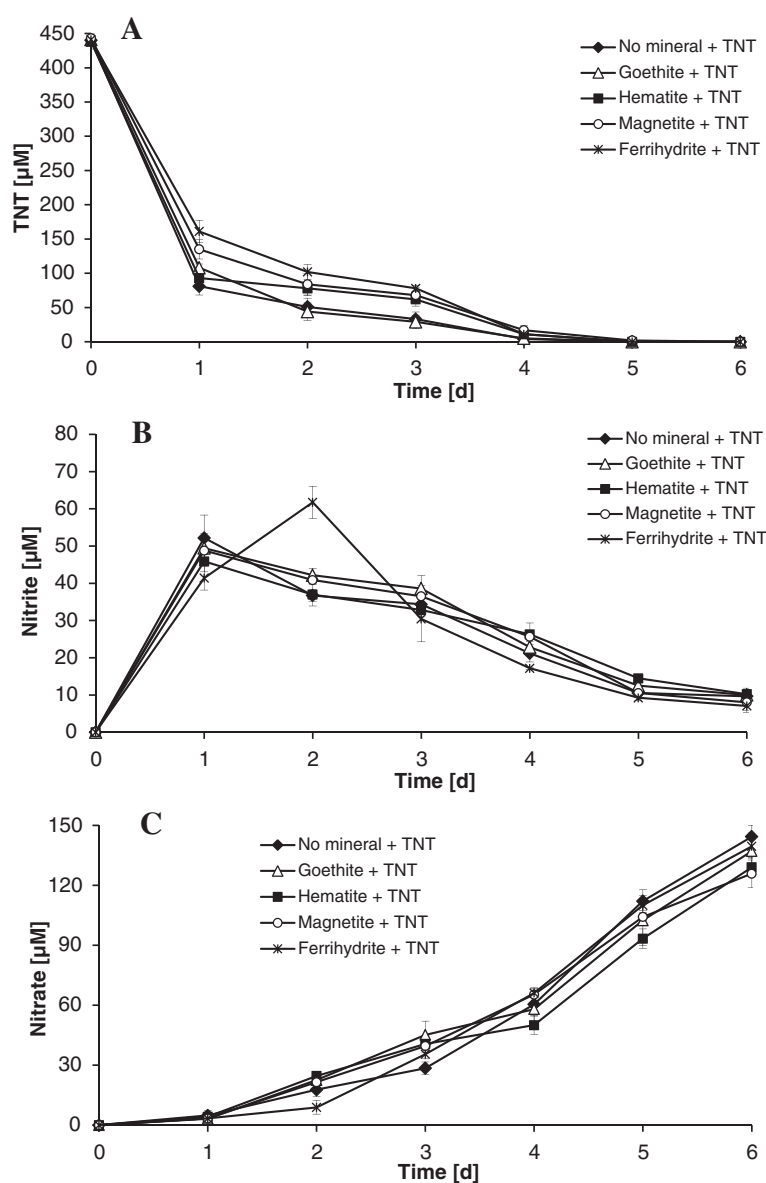 A
TNT [µM]
450
400
350
300
250
200
150
100
50
0
0 1 2 3 4 5 6
Time [d]
No mineral + TNT
Goethite + TNT
Hematite + TNT
Magnetite + TNT
Ferrihydrite + TNT
B
Nitrite [µM]
80
70
60
50
40
30
20
10
0
0 1 2 3 4 5 6
Time [d]
No mineral + TNT
Goethite + TNT
Hematite + TNT
Magnetite + TNT
Ferrihydrite + TNT
C
Nitrate [µM]
150
120
90
60
30
0
0 1 2 3 4 5 6
Time [d]
No mineral + TNT
Goethite + TNT
Hematite + TNT
Magnetite + TNT
Ferrihydrite + TNT